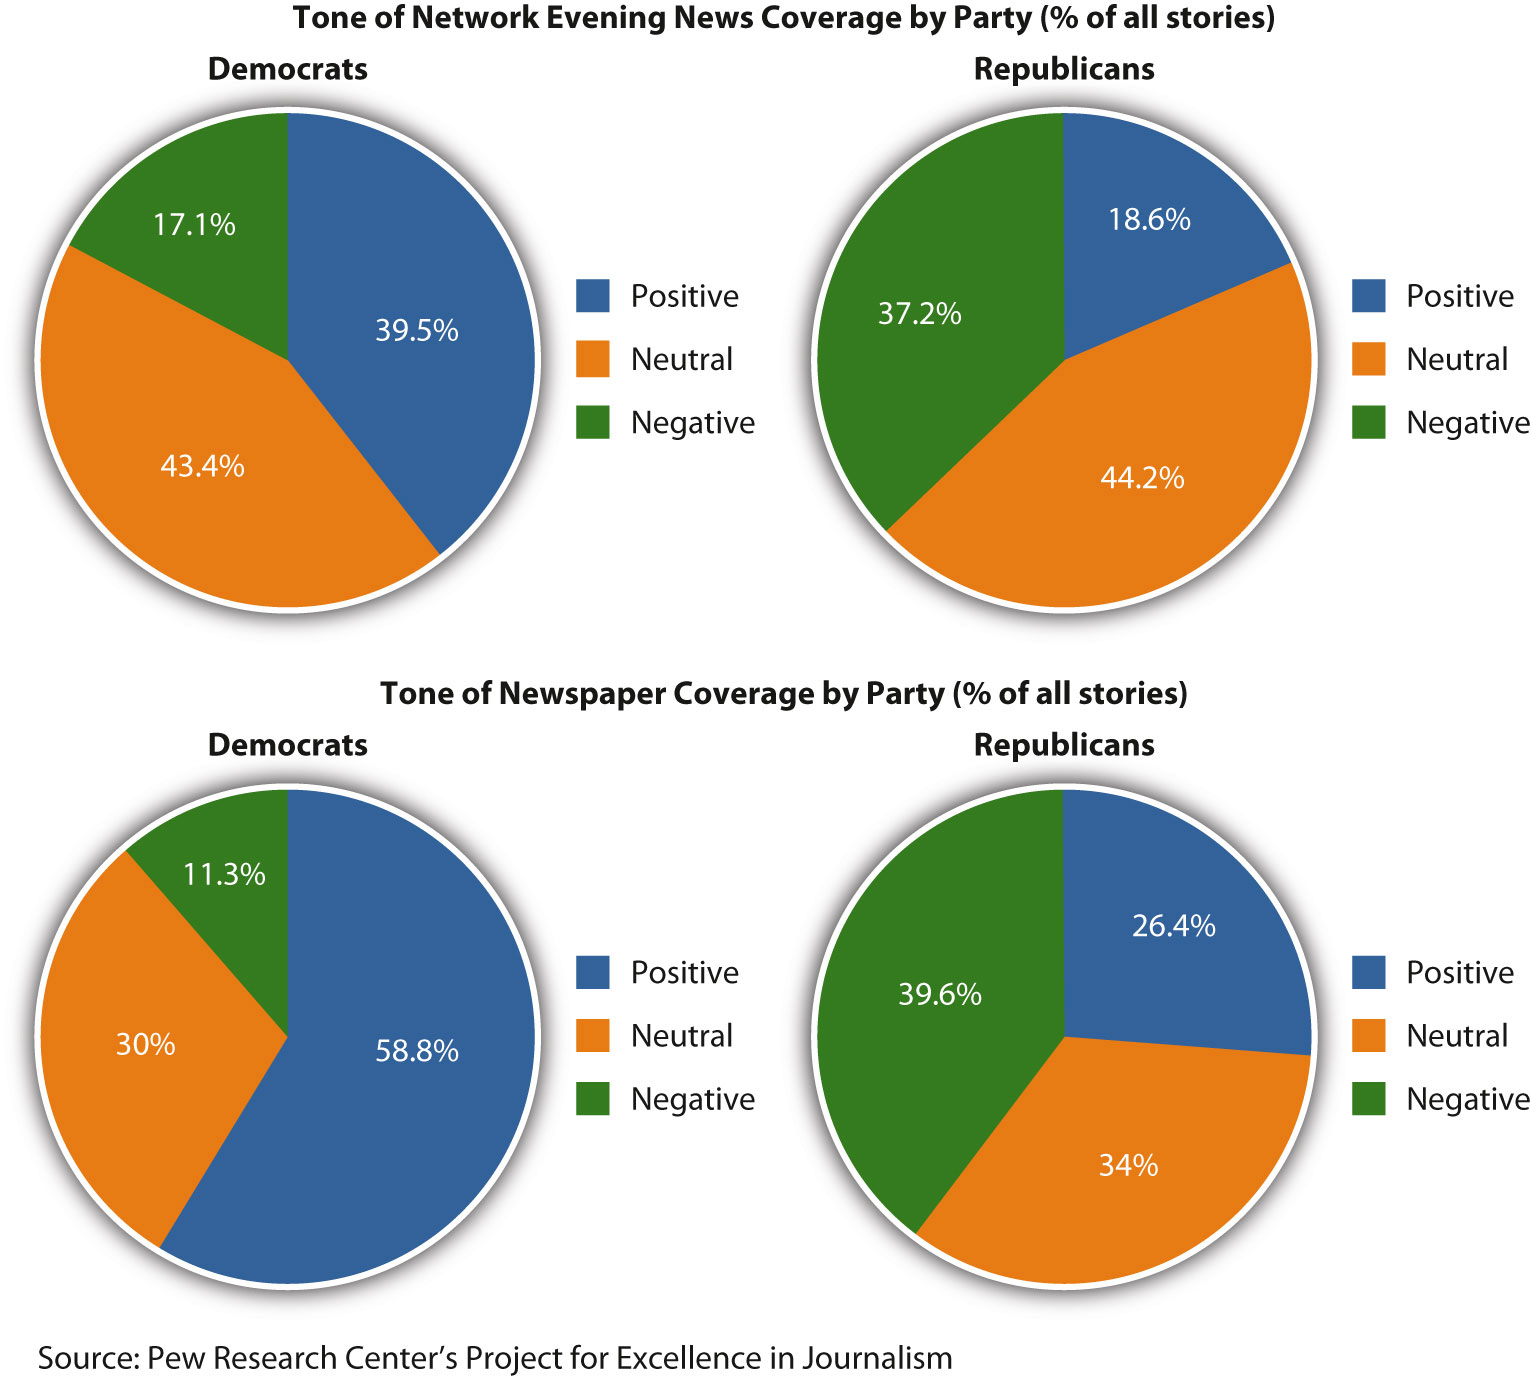 Tone of Network Evening News Coverage by Party (% of all stories)
Democrats
17.1%
39.5%
43.4%
Positive
Neutral
Negative
Republicans
18.6%
37.2%
44.2%
Positive
Neutral
Negative
Tone of Newspaper Coverage by Party (% of all stories)
Democrats
11.3%
30%
58.8%
Positive
Neutral
Negative
Republicans
26.4%
39.6%
34%
Positive
Neutral
Negative
Source: Pew Research Center’s Project for Excellence in Journalism